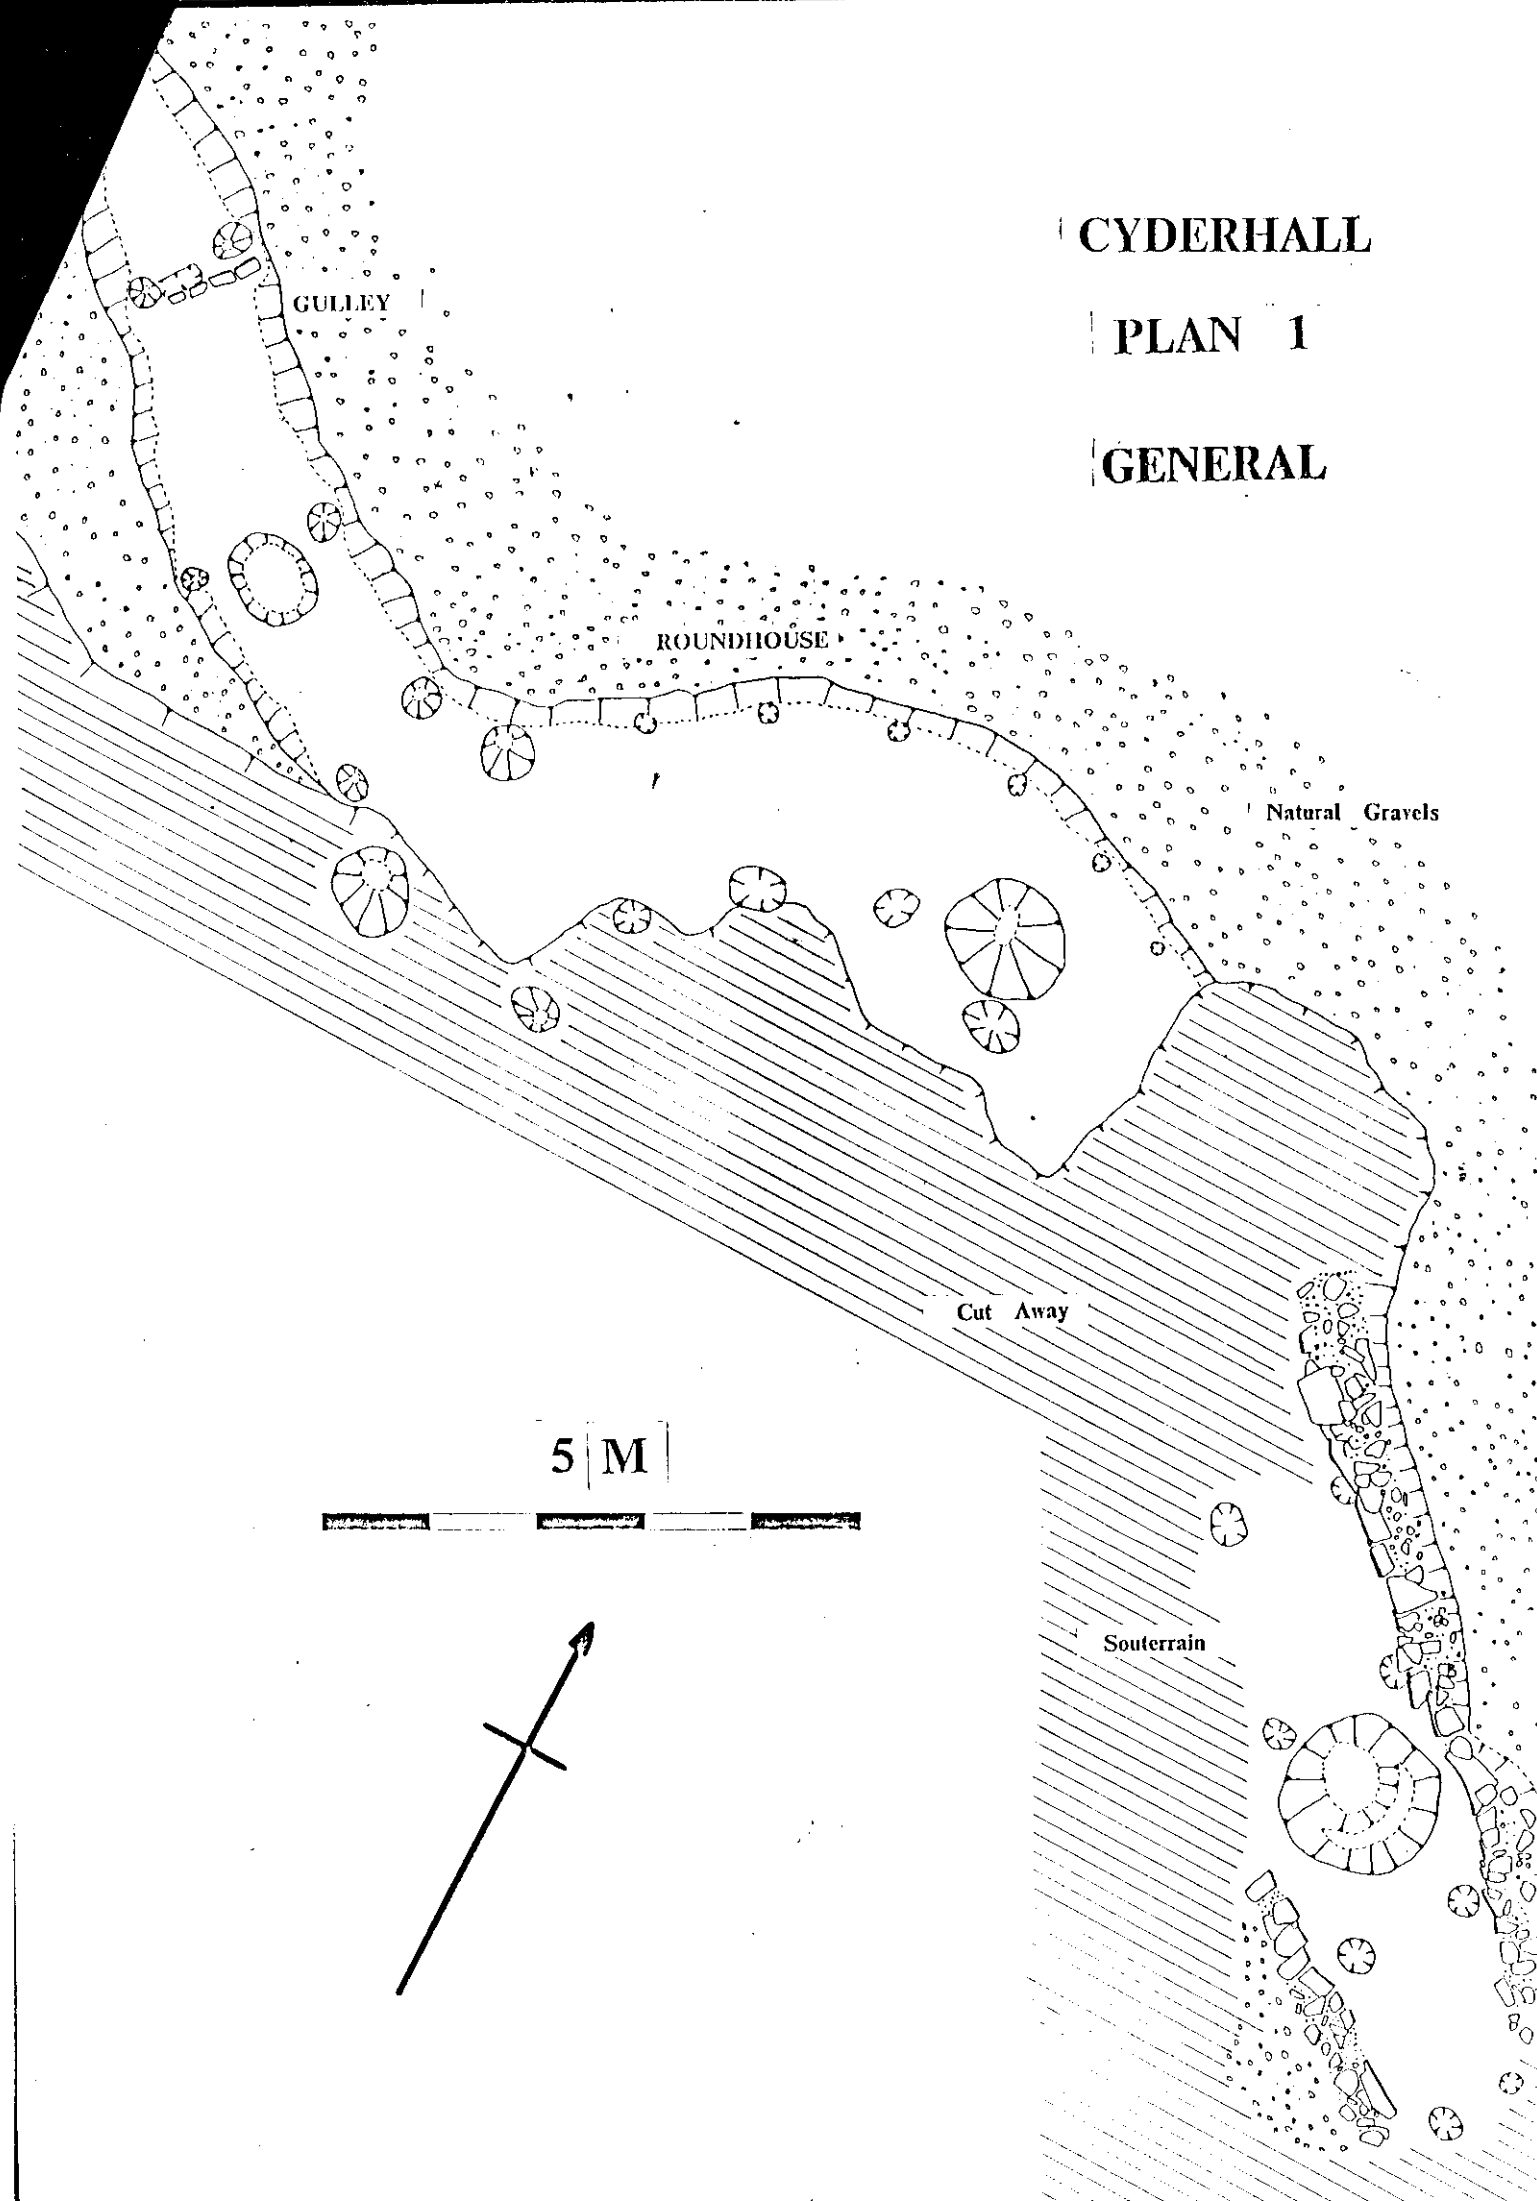 CYDERHALL
PLAN 1
GENERAL
GULLEY
ROUNDHOUSE
Natural Gravels
Cut Away
5 M
Souterrain